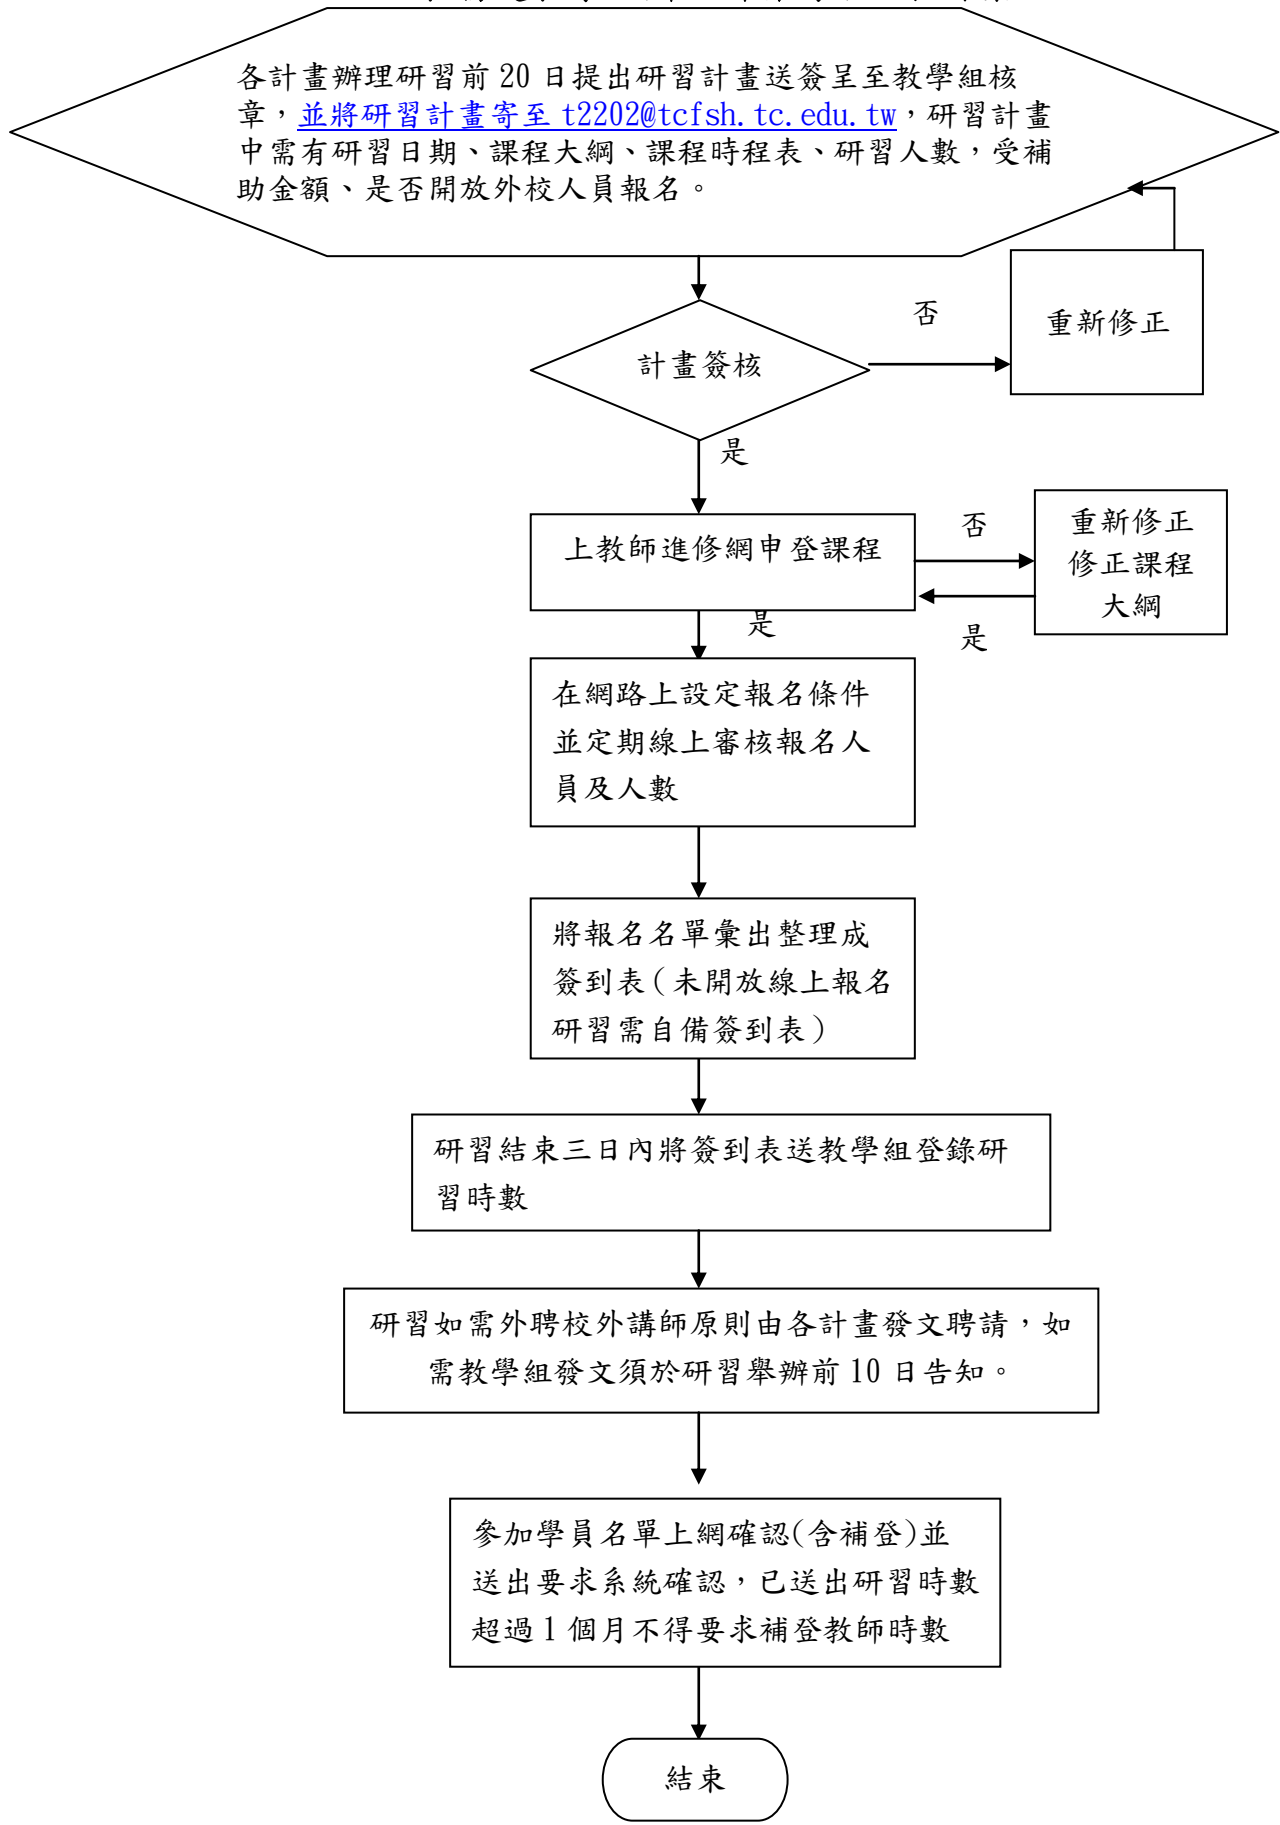 各計畫辦理研習前 20 日提出研習計畫送簽呈至教學組核
章，並將研習計畫寄至 t2202@tcfsh.tc.edu.tw，研習計畫
中需有研習日期、課程大綱、課程時程表、研習人數，受補
助金額、是否開放外校人員報名。
否
重新修正
計畫簽核
是
上教師進修網申登課程
否
重新修正
修正課程
大綱
是
是
在網路上設定報名條件
並定期線上審核報名人
員及人數
將報名名單彙出整理成
簽到表（未開放線上報名
研習需自備簽到表）
研習結束三日內將簽到表送教學組登錄研
習時數
研習如需外聘校外講師原則由各計畫發文聘請，如
需教學組發文須於研習舉辦前 10 日告知。
參加學員名單上網確認(含補登)並
送出要求系統確認，已送出研習時數
超過 1 個月不得要求補登教師時數
結束